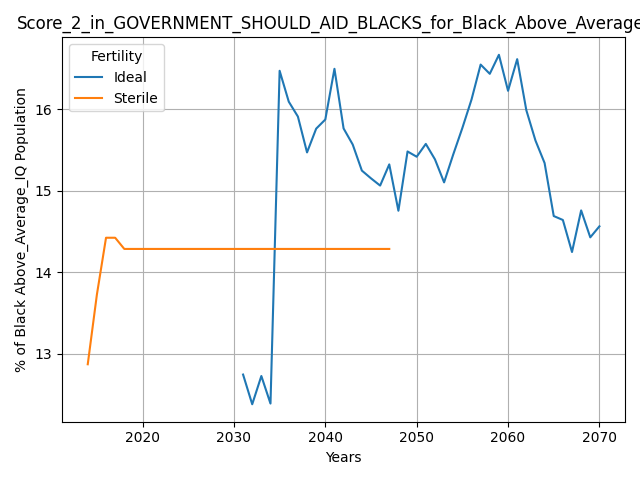 Score_2_in_GOVERNMENT_SHOULD_AID_BLACKS_for_Black_Above_Average
Fertility
Ideal
Sterile
% of Black Above_Average_IQ Population
16
15
14
13
2020 2030 2040 2050 2060 2070
Years